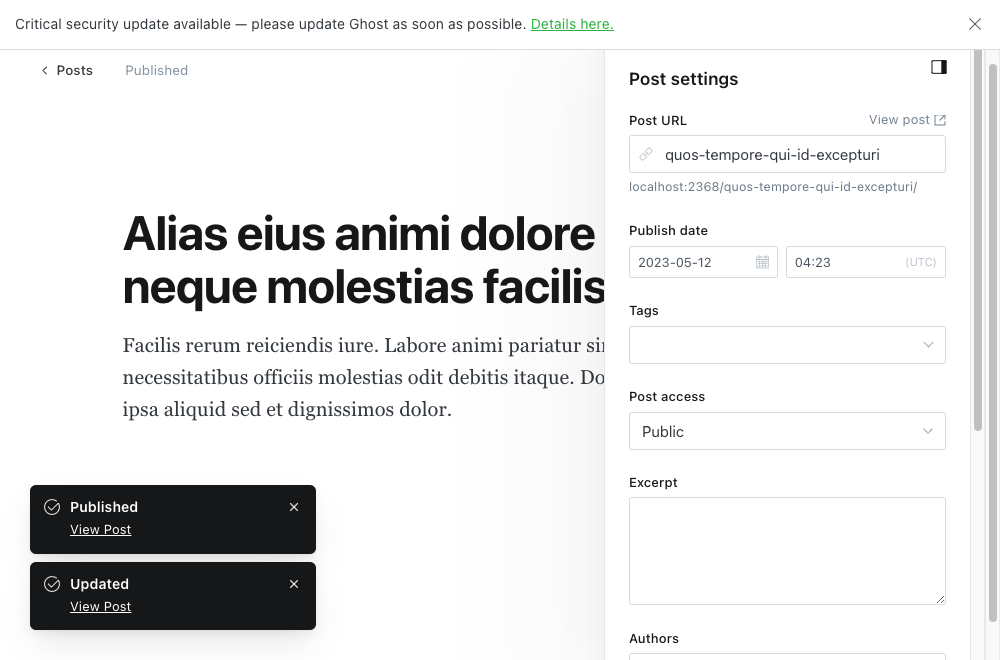 Critical security update available — please update Ghost as soon as possible. Details here.
Posts
Published
Alias eius animi dolore
neque molestias facilis
Facilis rerum reiciendis iure. Labore animi pariatur
necessitatibus officiis molestias odit debitis itaque.
ipsa aliquid sed et dignissimos dolor.
Published
View Post
Updated
View Post
Post settings
Post URL
View post
quos-tempore-qui-id-excepturi
localhost:2368/quos-tempore-qui-id-excepturi/
Publish date
2023-05-12
04:23
(UTC)
Tags
Post access
Public
Excerpt
Authors